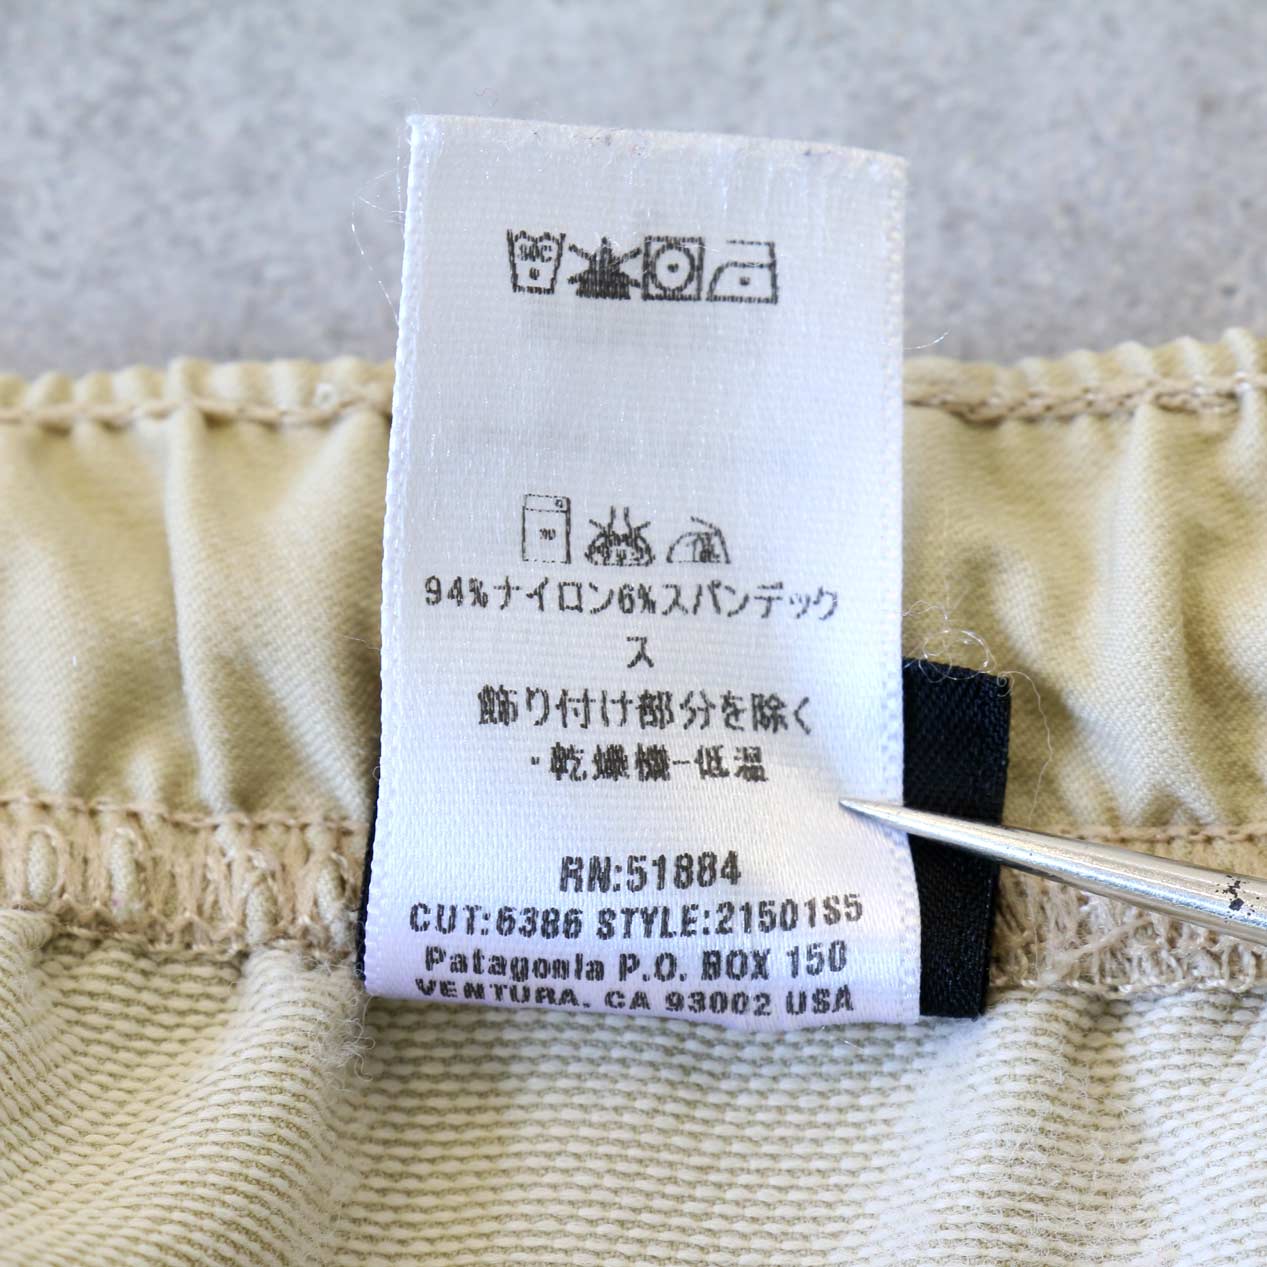 94%ナイロン6%スパンデック
ス
飾り付け部分を除く
・乾燥機-低温
RN:51884
CUT:6386 STYLE:21501S5
Patagonia P.O. BOX 150
VENTURA. CA 93002 USA